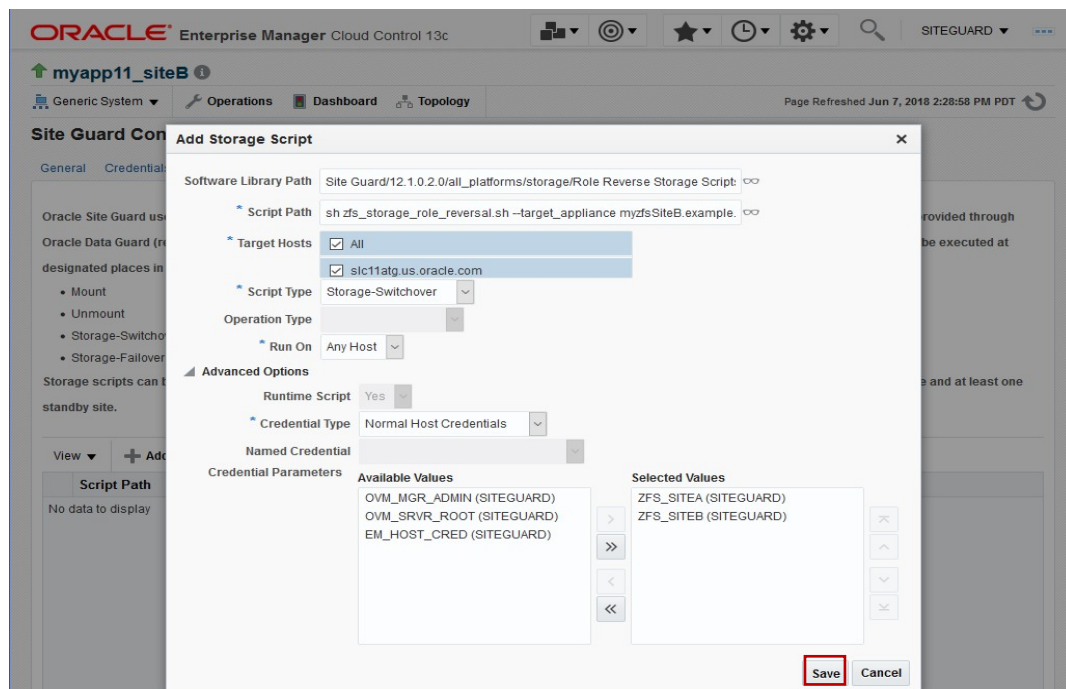 ORACLE Enterprise Manager Cloud Control 13c
SITEGUARD
myapp11_siteB
Generic System
Operations
Dashboard
Topology
Page Refreshed Jun 7, 2018 2:28:58 PM PDT
Site Guard Con
General
Credential
Oracle Site Guard use
rovided through
Oracle Data Guard (re
be executed at
designated places in
• Mount
• Unmount
• Storage-Switcho
• Storage-Failover
Storage scripts can b
e and at least one
standby site.
View
Add
Script Path
No data to display
Add Storage Script
Software Library Path Site Guard/12.1.0.2.0/all_platforms/storage/Role Reverse Storage Scripts
* Script Path sh zfs_storage_role_reversal.sh --target_appliance myzfsSiteB.example.
* Target Hosts All
slc11atg.us.oracle.com
* Script Type Storage-Switchover
Operation Type
* Run On Any Host
Advanced Options
Runtime Script Yes
* Credential Type Normal Host Credentials
Named Credential
Credential Parameters
Available Values
OVM_MGR_ADMIN (SITEGUARD)
OVM_SRVR_ROOT (SITEGUARD)
EM_HOST_CRED (SITEGUARD)
Selected Values
ZFS_SITEA (SITEGUARD)
ZFS_SITEB (SITEGUARD)
Save
Cancel